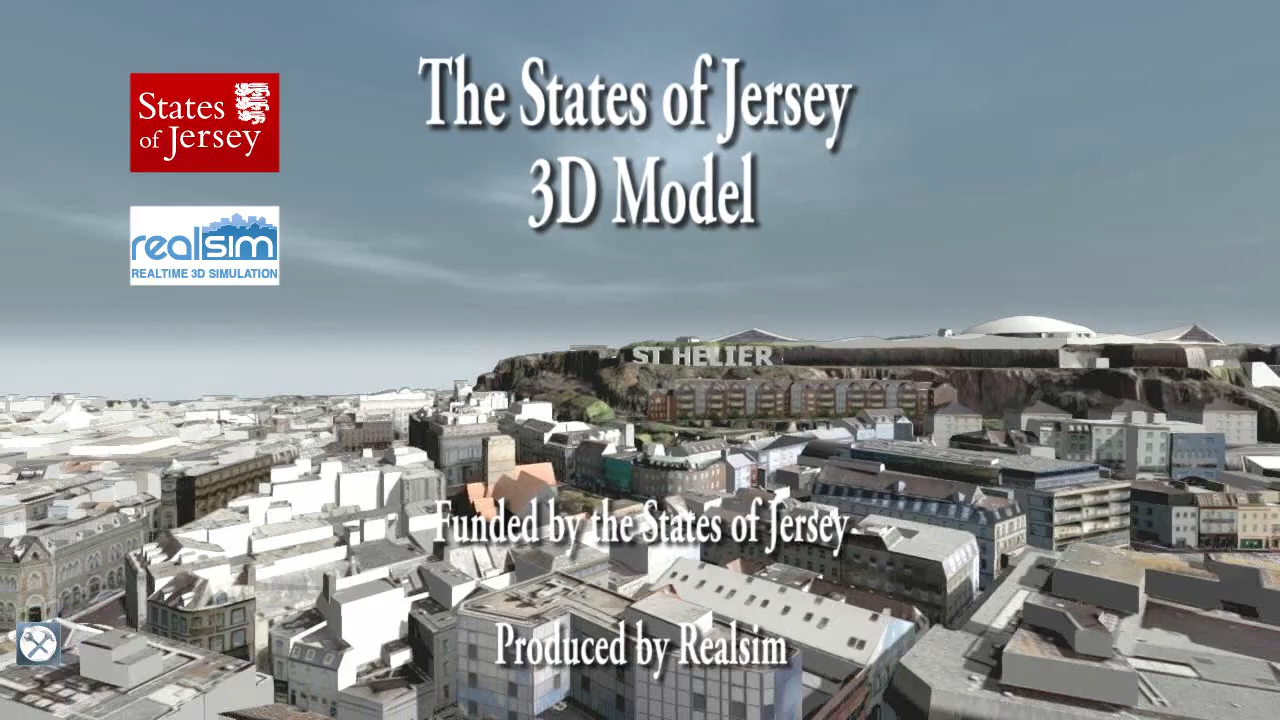 The States of Jersey
3D Model
States
of Jersey
realsim
REALTIME 3D SIMULATION
ST HELIER
Funded by the States of Jersey
Produced by Realsim